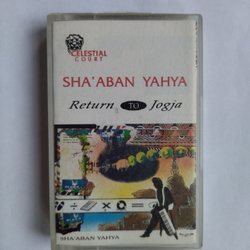 CELESTIAL
COURT
SHA'ABAN YAHYA
Return TO Jogja
SHA'ABAN YAHYA